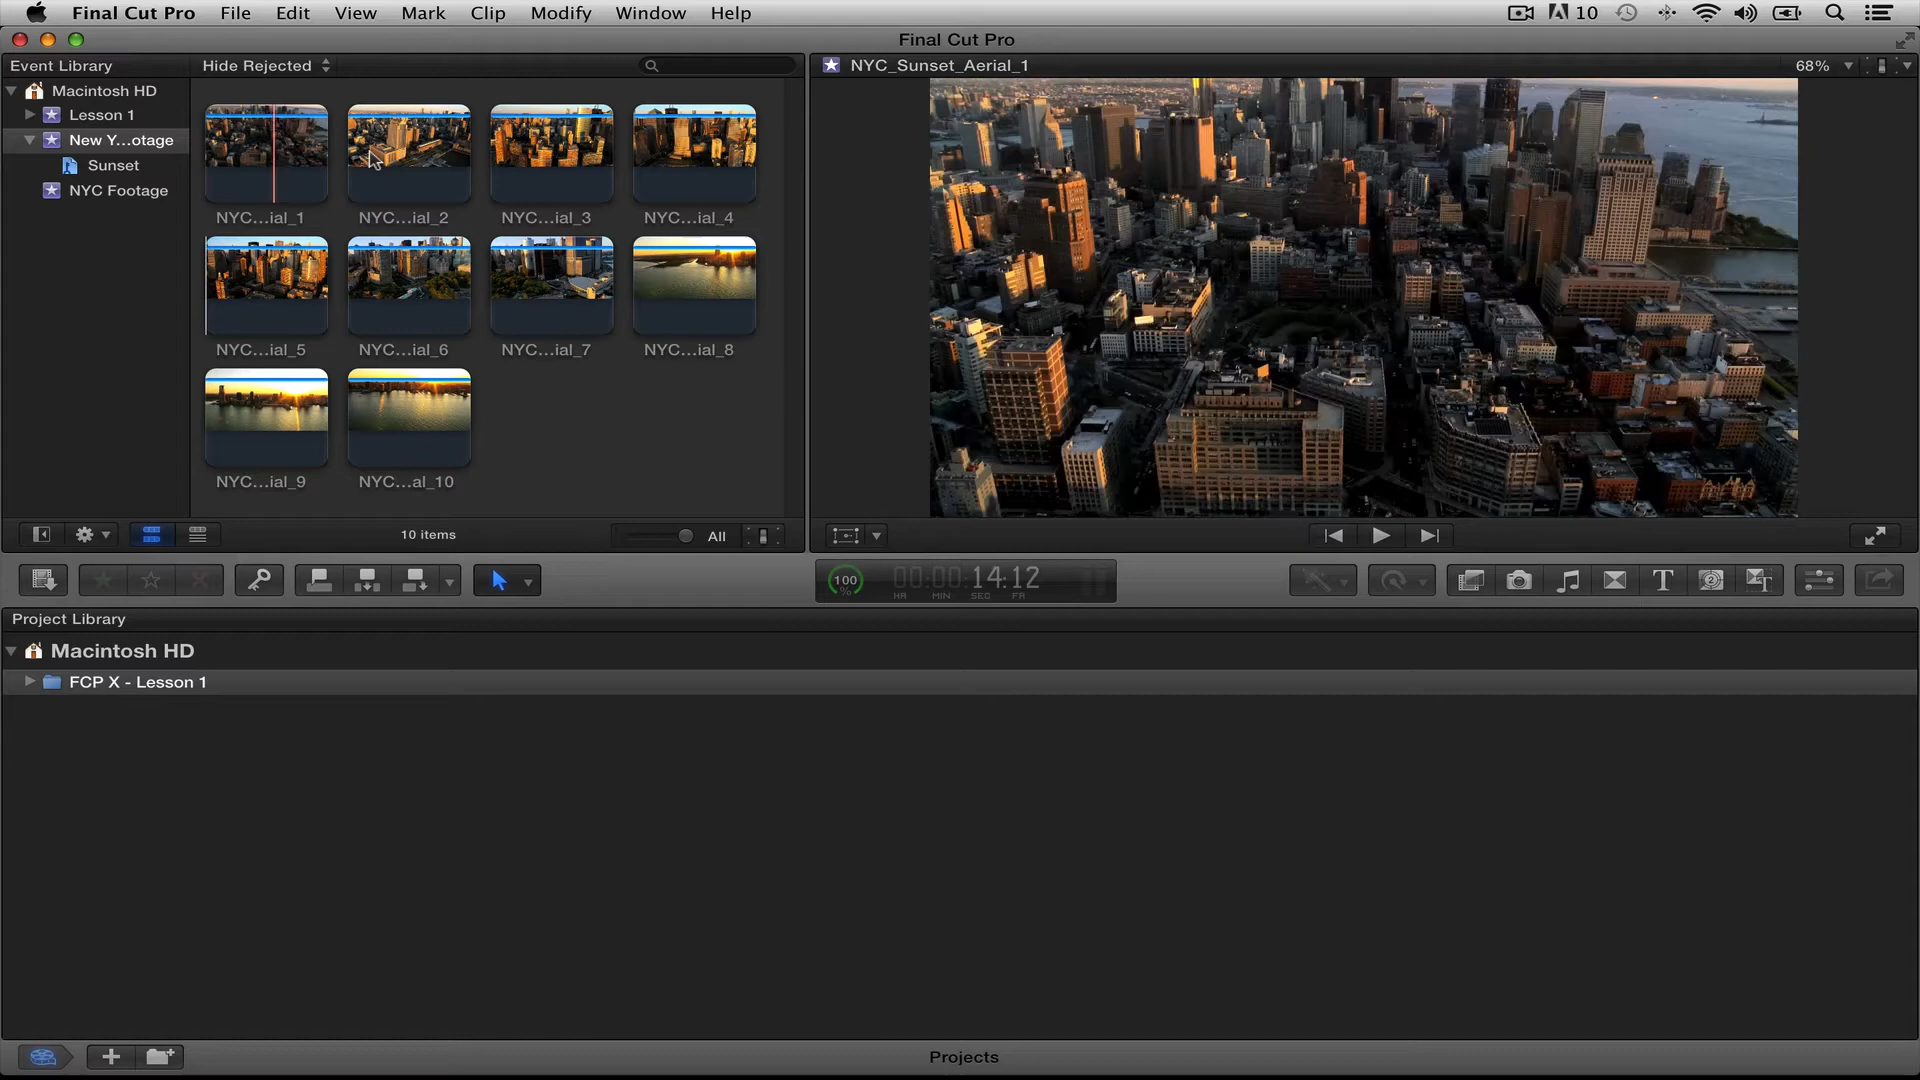 Final Cut Pro File Edit View Mark Clip Modify Window Help 10
Final Cut Pro
Event Library Hide Rejected NYC_Sunset_Aerial_1 68%
Macintosh HD
Lesson 1
New Y...otage
Sunset
NYC Footage
NYC...ial_1 NYC...ial_2 NYC...ial_3 NYC...ial_4
NYC...ial_5 NYC...ial_6 NYC...ial_7 NYC...ial_8
NYC...ial_9 NYC...al_10
10 items All
100 % 00:00:14:12
HR MIN SEC FR
T 2 T
Project Library
Macintosh HD
FCP X - Lesson 1
Projects